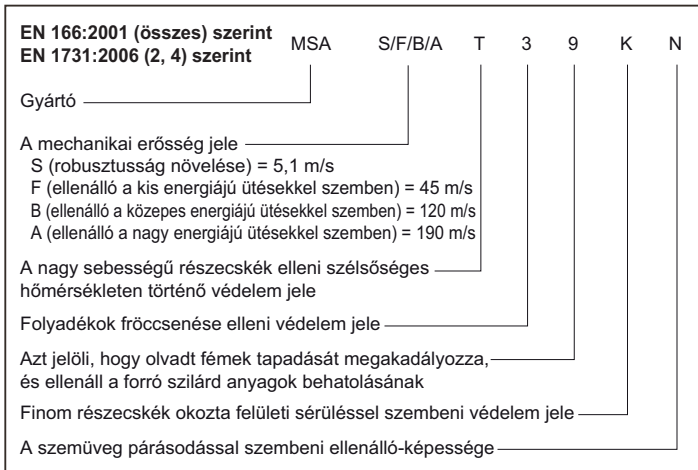 EN 166:2001 (összes) szerint
EN 1731:2006 (2, 4) szerint
MSA S/F/B/A T 3 9 K N
Gyártó
A mechanikai erősség jele
S (robusztusság növelése) = 5,1 m/s
F (ellenálló a kis energiájú ütésekkel szemben) = 45 m/s
B (ellenálló a közepes energiájú ütésekkel szemben) = 120 m/s
A (ellenálló a nagy energiájú ütésekkel szemben) = 190 m/s
A nagy sebességű részecskék elleni szélsőséges
hőmérsékleten történő védelem jele
Folyadékok fröccsenése elleni védelem jele
Azt jelöli, hogy olvadt fémek tapadását megakadályozza,
és ellenáll a forró szilárd anyagok behatolásának
Finom részecskék okozta felületi sérüléssel szembeni védelem jele
A szemüveg párásodással szembeni ellenálló-képessége